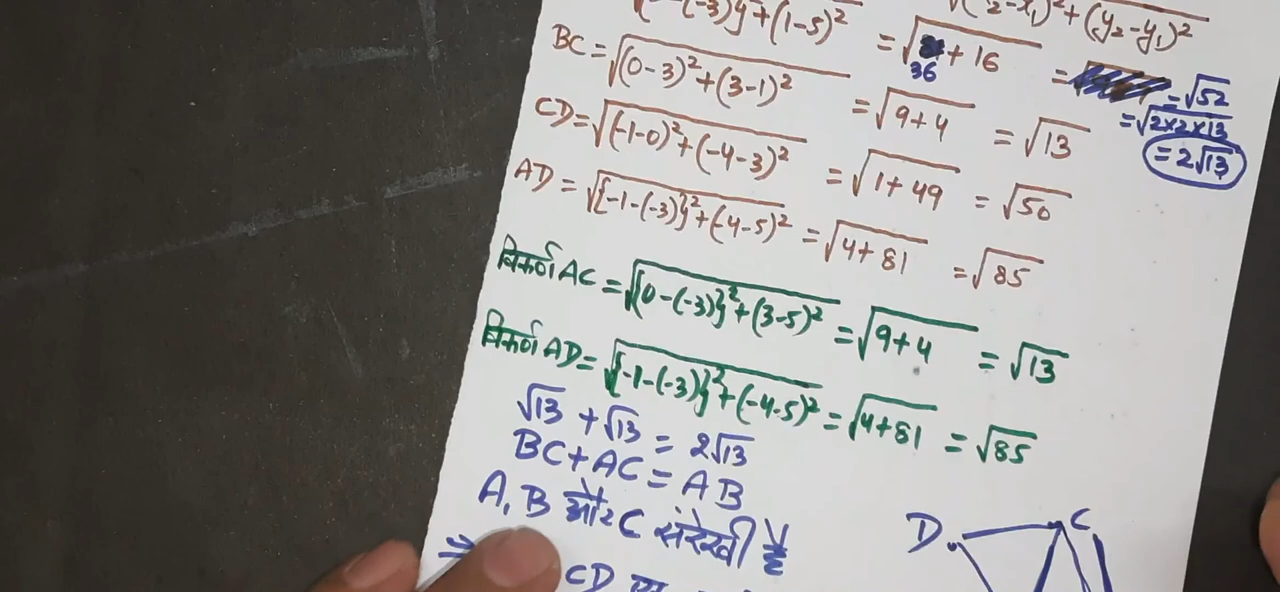 √{3-(-3)}²+(1-5)² √(x₂-x₁)²+(y₂-y₁)²
= √36+16 = √52
= √2×2×13
= 2√13
BC = √(0-3)²+(3-1)² = √9+4 = √13
CD = √(-1-0)²+(-4-3)² = √1+49 = √50
AD = √{-1-(-3)}²+(-4-5)² = √4+81 = √85
विकर्ण AC = √{0-(-3)}²+(3-5)² = √9+4 = √13
विकर्ण AD = √{-1-(-3)}²+(-4-5)² = √4+81 = √85
√13 + √13 = 2√13
BC+AC = AB
A, B और C संरेखी है
⇒ CD
D C